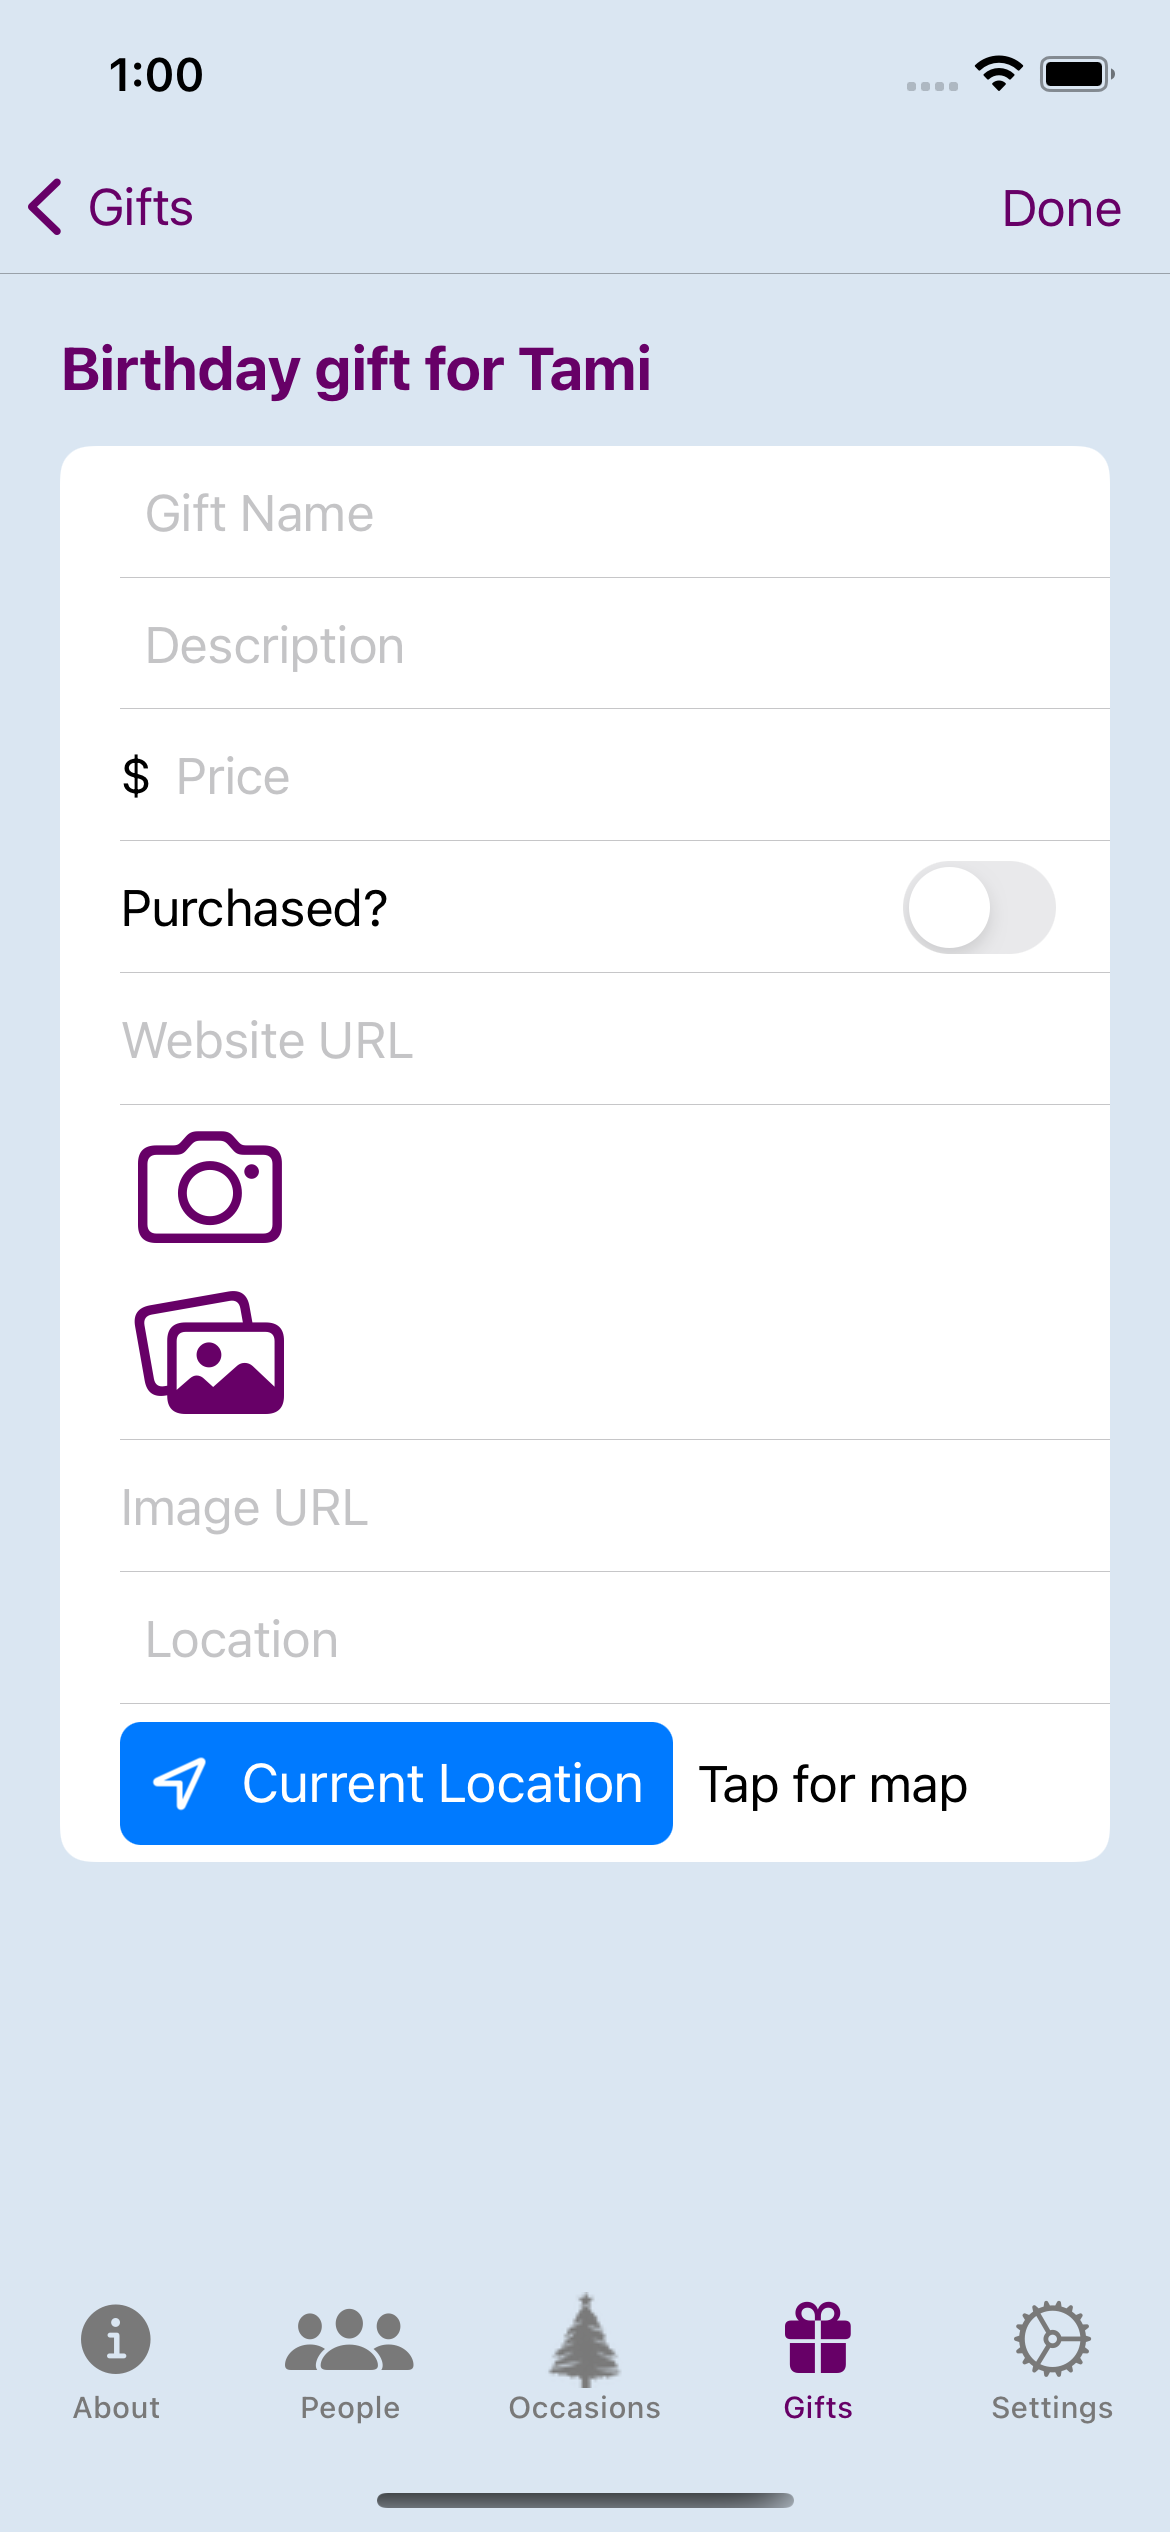 1:00
Gifts
Done
Birthday gift for Tami
Gift Name
Description
$ Price
Purchased?
Website URL
Image URL
Location
Current Location
Tap for map
About
People
Occasions
Gifts
Settings